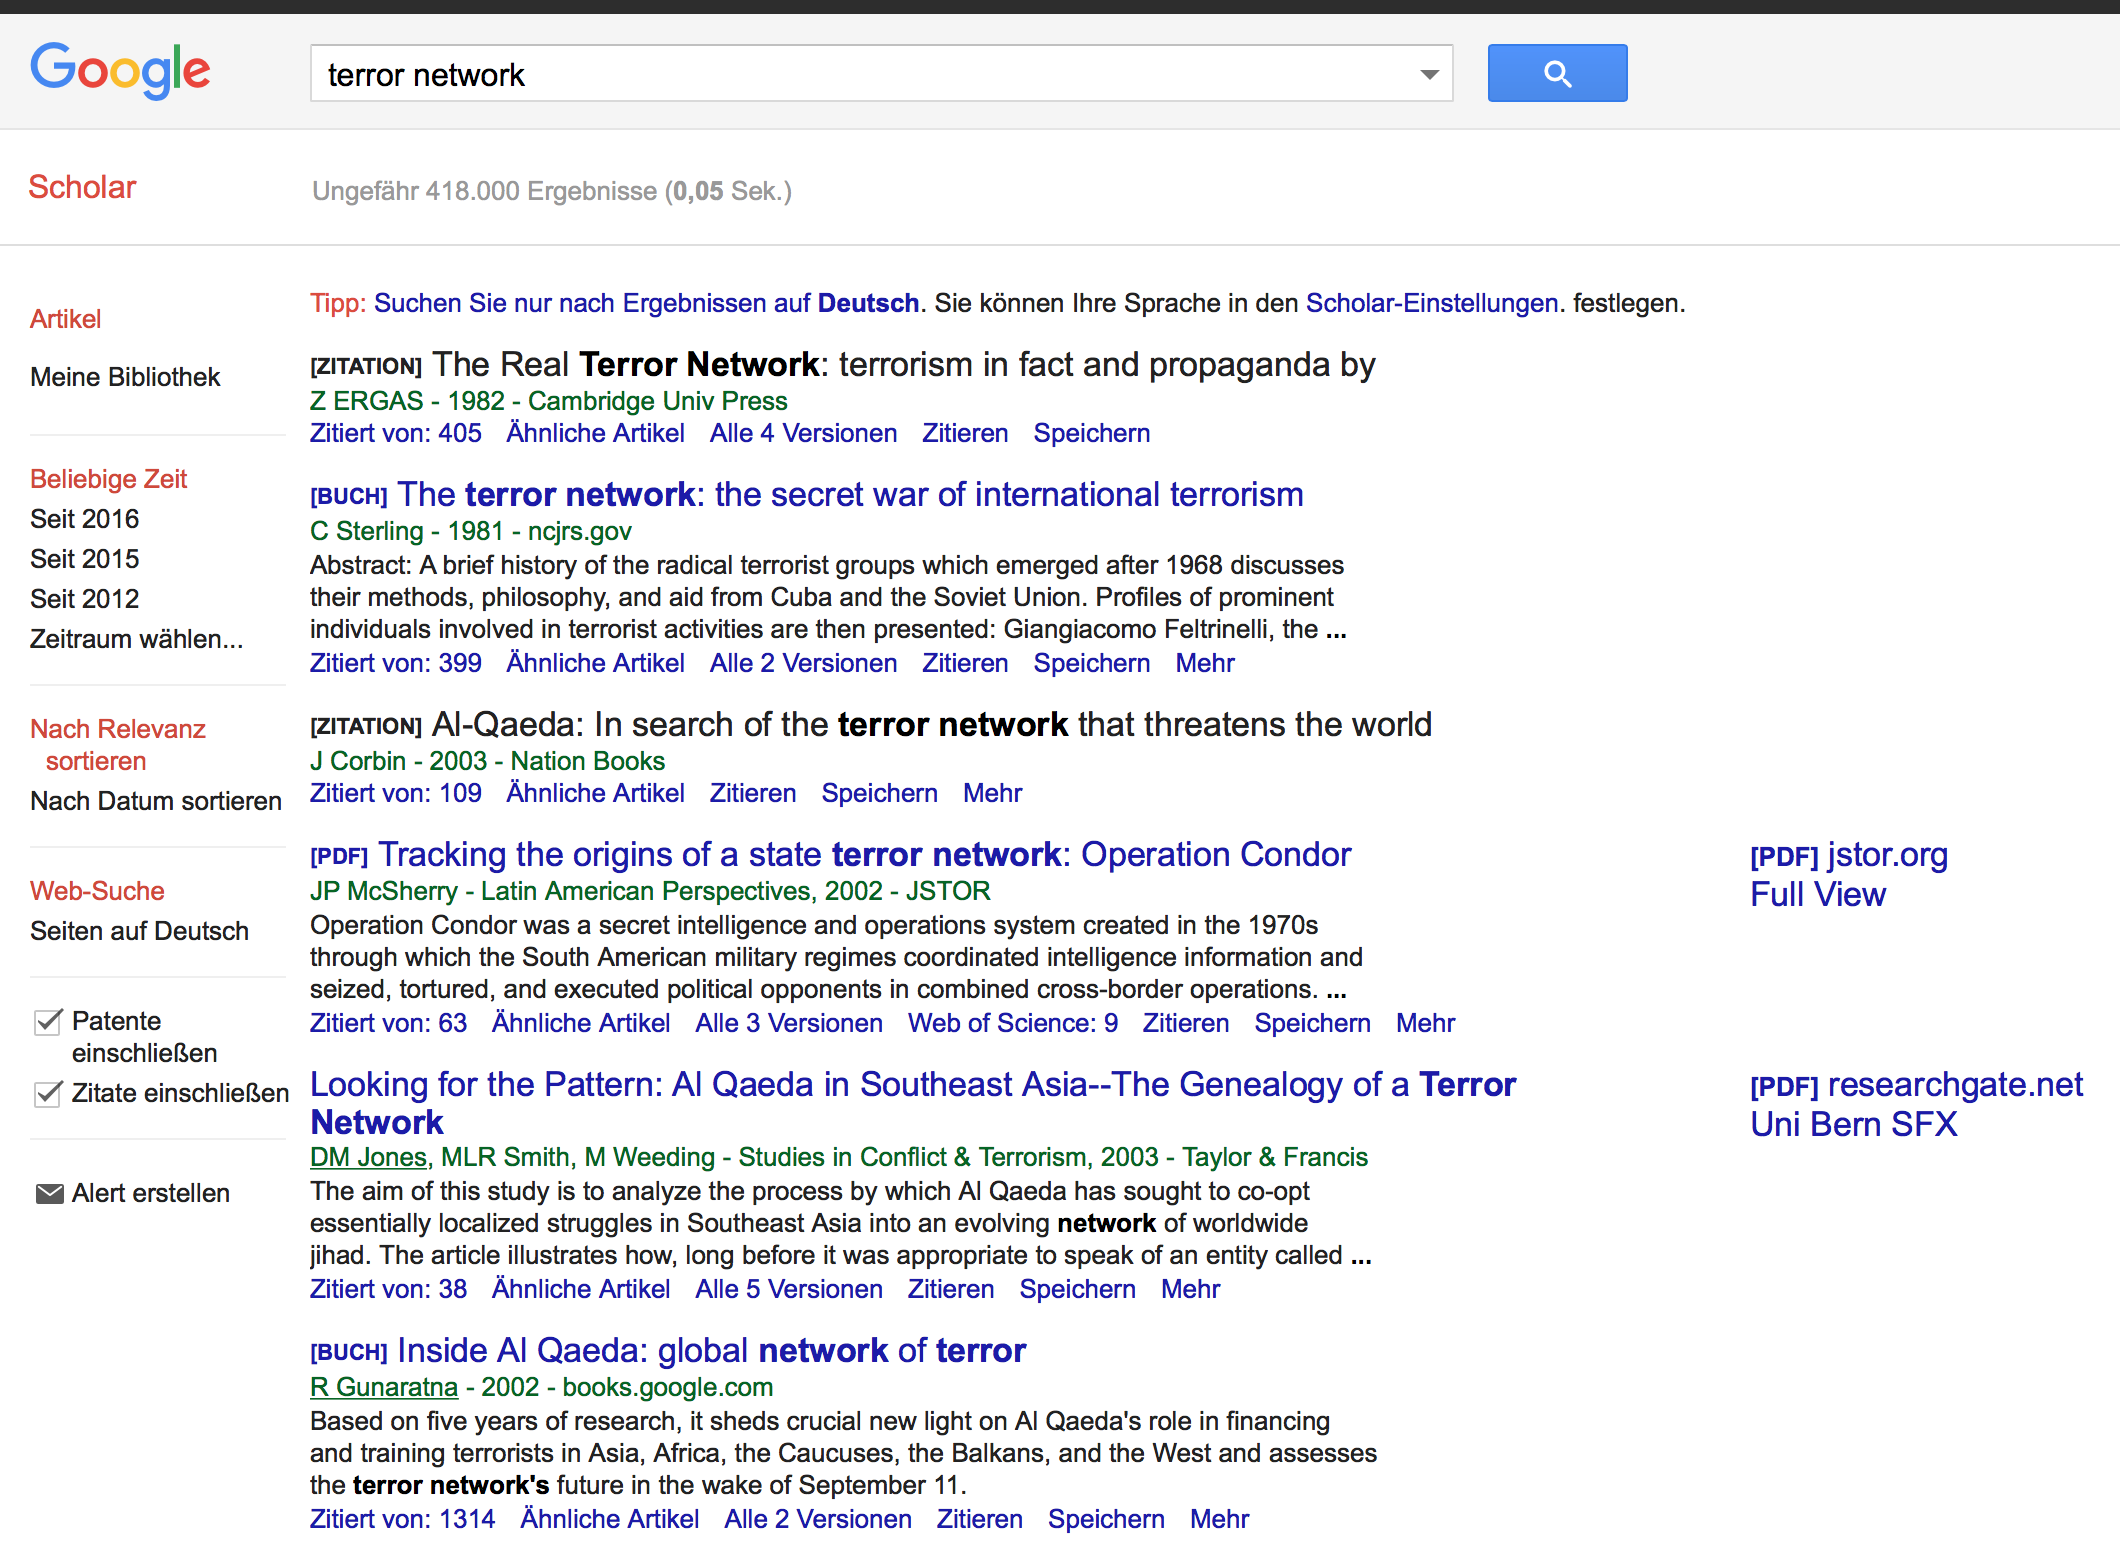 Google
terror network
Scholar
Ungefähr 418.000 Ergebnisse (0,05 Sek.)
Artikel
Meine Bibliothek
Beliebige Zeit
Seit 2016
Seit 2015
Seit 2012
Zeitraum wählen...
Nach Relevanz
sortieren
Nach Datum sortieren
Web-Suche
Seiten auf Deutsch
Patente
einschließen
Zitate einschließen
Alert erstellen
Tipp: Suchen Sie nur nach Ergebnissen auf Deutsch. Sie können Ihre Sprache in den Scholar-Einstellungen. festlegen.
[ZITATION] The Real Terror Network: terrorism in fact and propaganda by
Z ERGAS - 1982 - Cambridge Univ Press
Zitiert von: 405 Ähnliche Artikel Alle 4 Versionen Zitieren Speichern
[BUCH] The terror network: the secret war of international terrorism
C Sterling - 1981 - ncjrs.gov
Abstract: A brief history of the radical terrorist groups which emerged after 1968 discusses
their methods, philosophy, and aid from Cuba and the Soviet Union. Profiles of prominent
individuals involved in terrorist activities are then presented: Giangiacomo Feltrinelli, the ...
Zitiert von: 399 Ähnliche Artikel Alle 2 Versionen Zitieren Speichern Mehr
[ZITATION] Al-Qaeda: In search of the terror network that threatens the world
J Corbin - 2003 - Nation Books
Zitiert von: 109 Ähnliche Artikel Zitieren Speichern Mehr
[PDF] Tracking the origins of a state terror network: Operation Condor
JP McSherry - Latin American Perspectives, 2002 - JSTOR
Operation Condor was a secret intelligence and operations system created in the 1970s
through which the South American military regimes coordinated intelligence information and
seized, tortured, and executed political opponents in combined cross-border operations. ...
Zitiert von: 63 Ähnliche Artikel Alle 3 Versionen Web of Science: 9 Zitieren Speichern Mehr
[PDF] jstor.org
Full View
Looking for the Pattern: Al Qaeda in Southeast Asia--The Genealogy of a Terror
Network
DM Jones, MLR Smith, M Weeding - Studies in Conflict & Terrorism, 2003 - Taylor & Francis
The aim of this study is to analyze the process by which Al Qaeda has sought to co-opt
essentially localized struggles in Southeast Asia into an evolving network of worldwide
jihad. The article illustrates how, long before it was appropriate to speak of an entity called ...
Zitiert von: 38 Ähnliche Artikel Alle 5 Versionen Zitieren Speichern Mehr
[PDF] researchgate.net
Uni Bern SFX
[BUCH] Inside Al Qaeda: global network of terror
R Gunaratna - 2002 - books.google.com
Based on five years of research, it sheds crucial new light on Al Qaeda's role in financing
and training terrorists in Asia, Africa, the Caucuses, the Balkans, and the West and assesses
the terror network's future in the wake of September 11.
Zitiert von: 1314 Ähnliche Artikel Alle 2 Versionen Zitieren Speichern Mehr